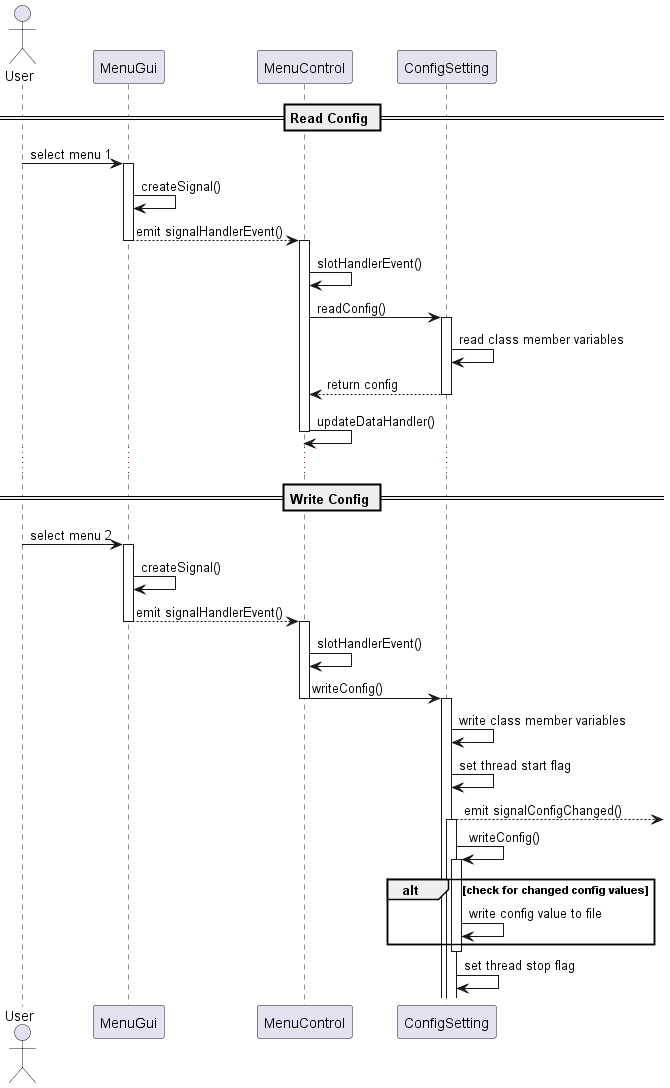 User
MenuGui
MenuControl
ConfigSetting
Read Config
select menu 1
createSignal()
emit signalHandlerEvent()
slotHandlerEvent()
readConfig()
read class member variables
return config
updateDataHandler()
Write Config
select menu 2
createSignal()
emit signalHandlerEvent()
slotHandlerEvent()
writeConfig()
write class member variables
set thread start flag
emit signalConfigChanged()
writeConfig()
alt
[check for changed config values]
write config value to file
set thread stop flag
User
MenuGui
MenuControl
ConfigSetting